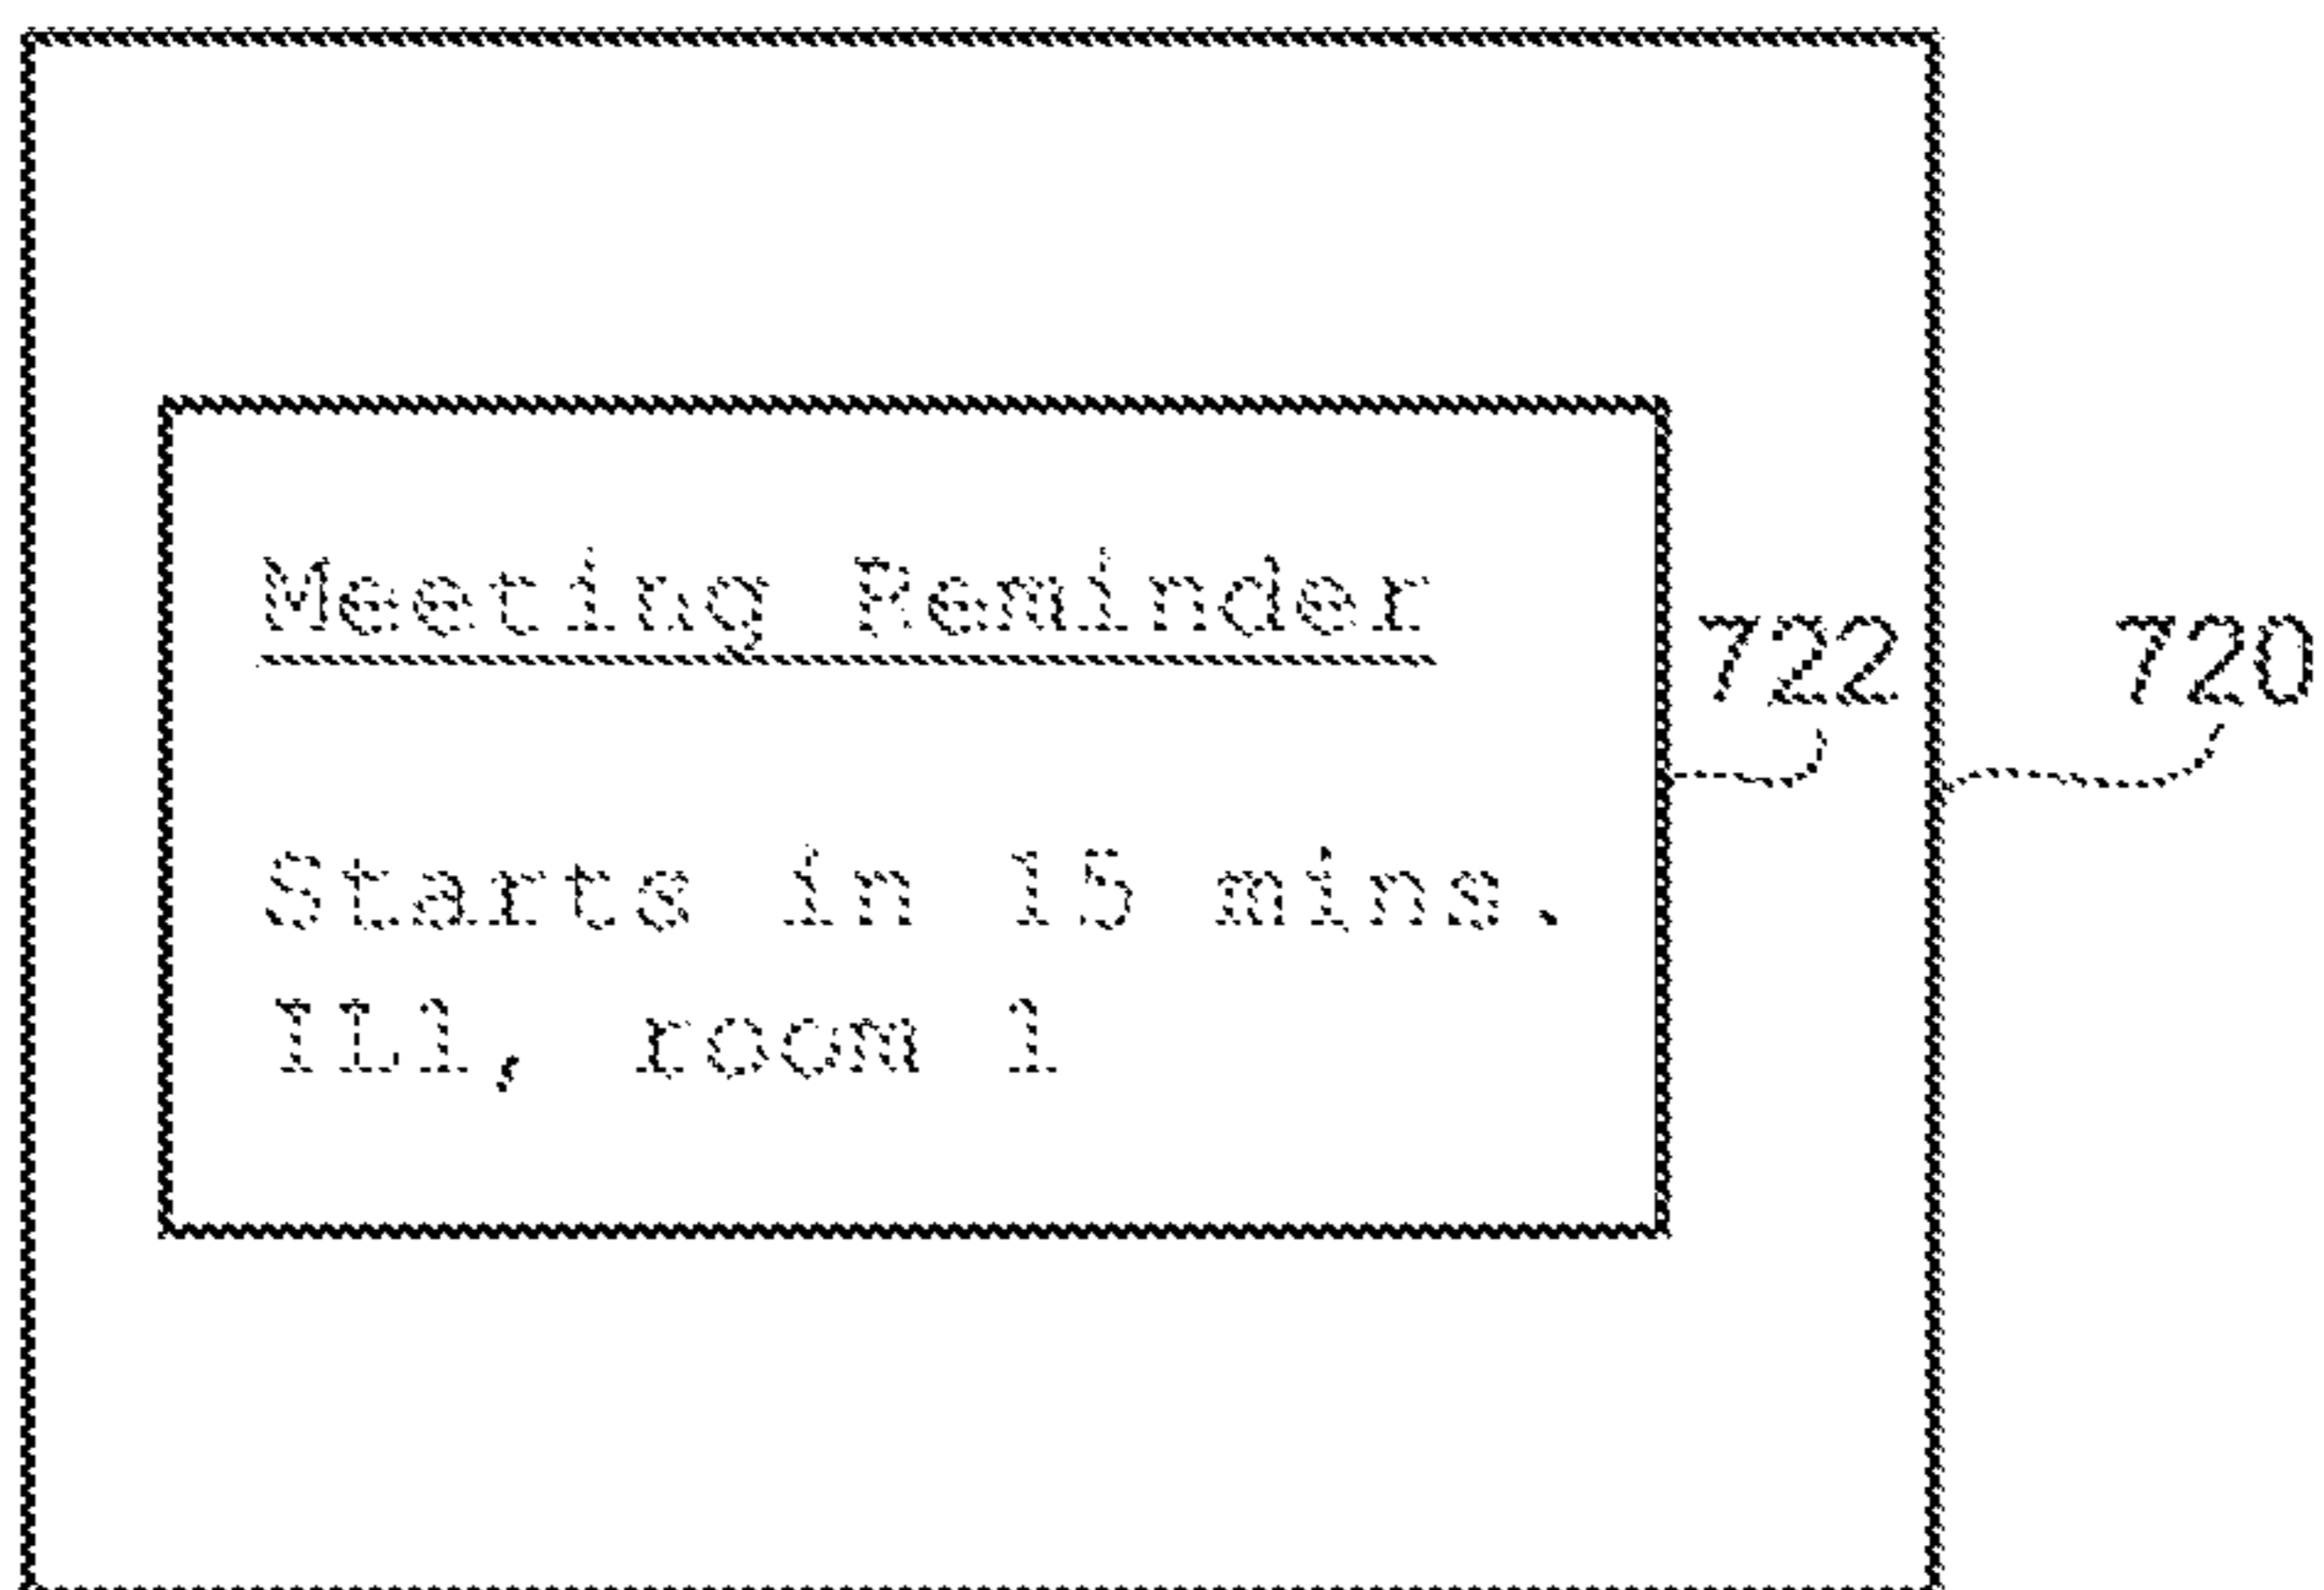 Meeting Reminder
722
720
Starts in 15 mins.
IL1, room 1